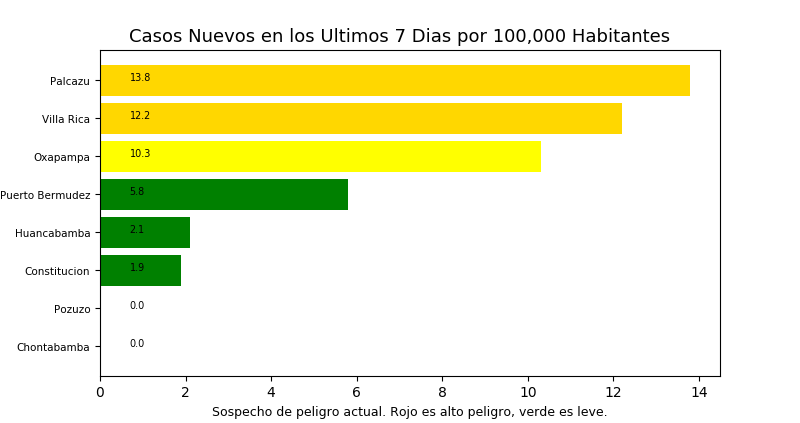 Casos Nuevos en los Ultimos 7 Dias por 100,000 Habitantes
Palcazu 13.8
Villa Rica 12.2
Oxapampa 10.3
Puerto Bermudez 5.8
Huancabamba 2.1
Constitucion 1.9
Pozuzo 0.0
Chontabamba 0.0
0 2 4 6 8 10 12 14
Sospecho de peligro actual. Rojo es alto peligro, verde es leve.